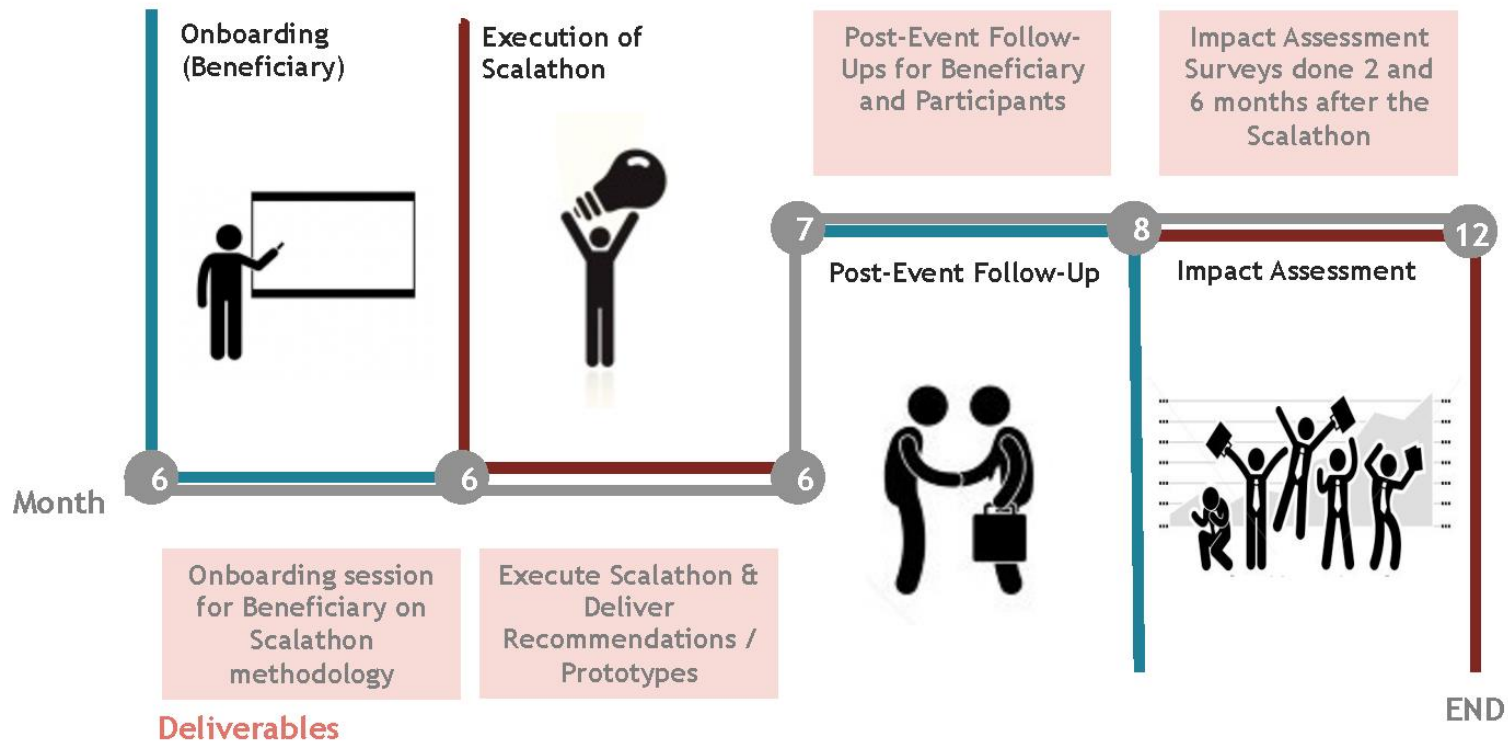 Onboarding
(Beneficiary)
Execution of
Scalathon
Post-Event Follow-
Ups for Beneficiary
and Participants
Impact Assessment
Surveys done 2 and
6 months after the
Scalathon
7
8
12
Post-Event Follow-Up
Impact Assessment
Month
6
6
6
Onboarding session
for Beneficiary on
Scalathon
methodology
Execute Scalathon &
Deliver
Recommendations /
Prototypes
Deliverables
END